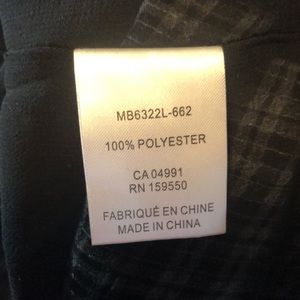 MB6322L-662
100% POLYESTER
CA 04991
RN 159550
FABRIQUÉ EN CHINE
MADE IN CHINA